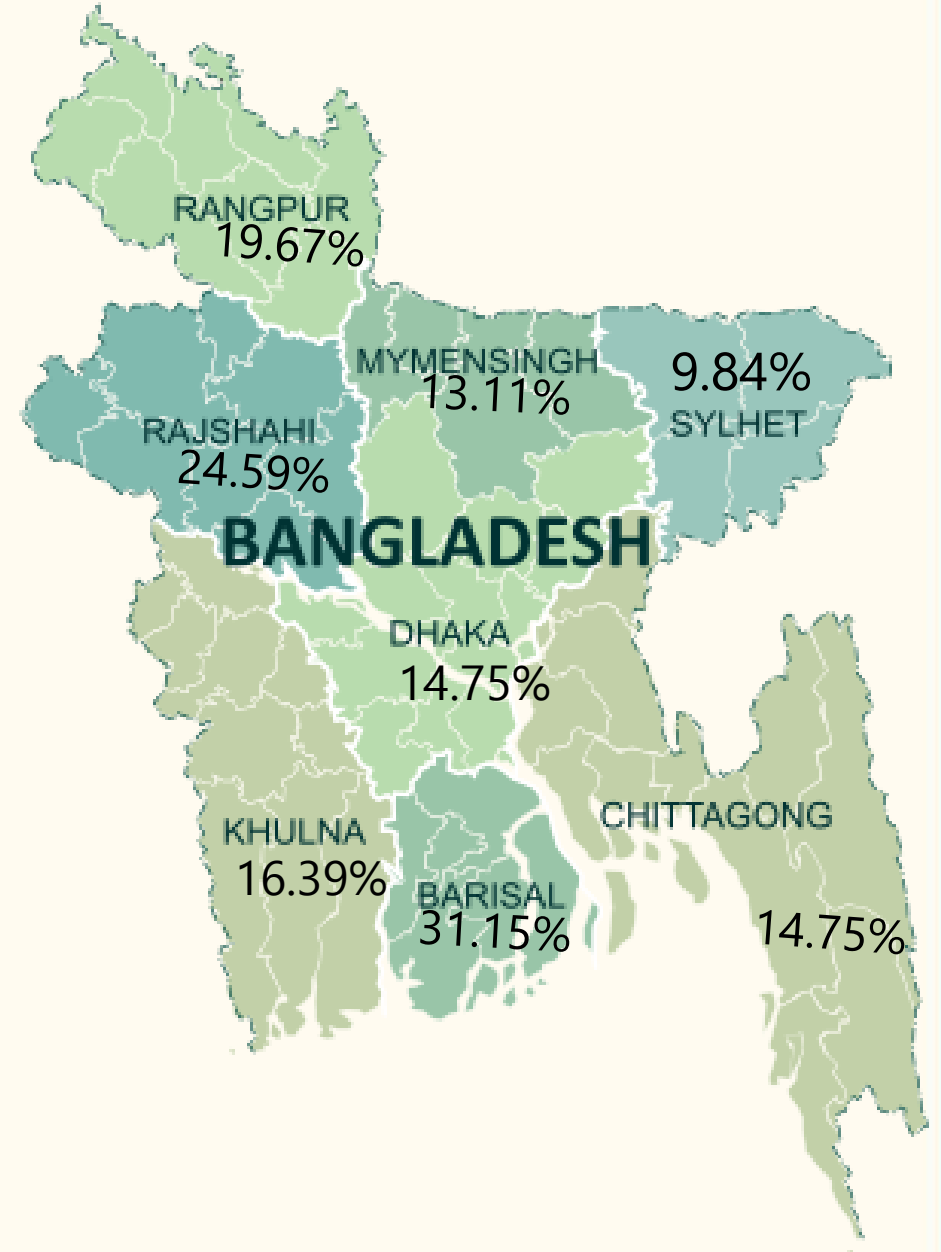 RANGPUR
19.67%
MYMENSINGH
13.11%
9.84%
SYLHET
RAJSHAHI
24.59%
BANGLADESH
DHAKA
14.75%
KHULNA
16.39%
CHITTAGONG
14.75%
BARISAL
31.15%